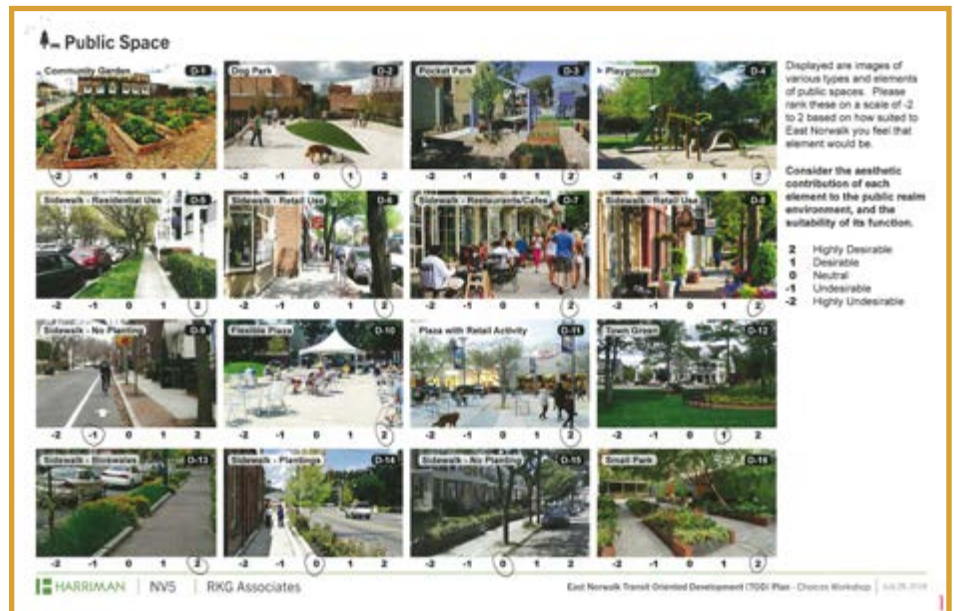 Public Space
Community Garden D-1
Dog Park D-2
Pocket Park D-3
Playground D-4
-2 -1 0 1 2
-2 -1 0 1 2
-2 -1 0 1 2
-2 -1 0 1 2
Sidewalk - Residential Use D-5
Sidewalk - Retail Use D-6
Sidewalk - Restaurants/Cafes D-7
Sidewalk - Retail Use D-8
-2 -1 0 1 2
-2 -1 0 1 2
-2 -1 0 1 2
-2 -1 0 1 2
Sidewalk - No Planting D-9
Flexible Plaza D-10
Plaza with Retail Activity D-11
Town Green D-12
-2 -1 0 1 2
-2 -1 0 1 2
-2 -1 0 1 2
-2 -1 0 1 2
Sidewalk - Bioswales D-13
Sidewalk - Plantings D-14
Sidewalk - No Planting D-15
Small Park D-16
-2 -1 0 1 2
-2 -1 0 1 2
-2 -1 0 1 2
-2 -1 0 1 2
Displayed are images of
various types and elements
of public spaces. Please
rank these on a scale of -2
to 2 based on how suited to
East Norwalk you feel that
element would be.
Consider the aesthetic
contribution of each
element to the public realm
environment, and the
suitability of its function.
2 Highly Desirable
1 Desirable
0 Neutral
-1 Undesirable
-2 Highly Undesirable
HARRIMAN | NV5 | RKG Associates
East Norwalk Transit Oriented Development (TOD) Plan - Choices Workshop